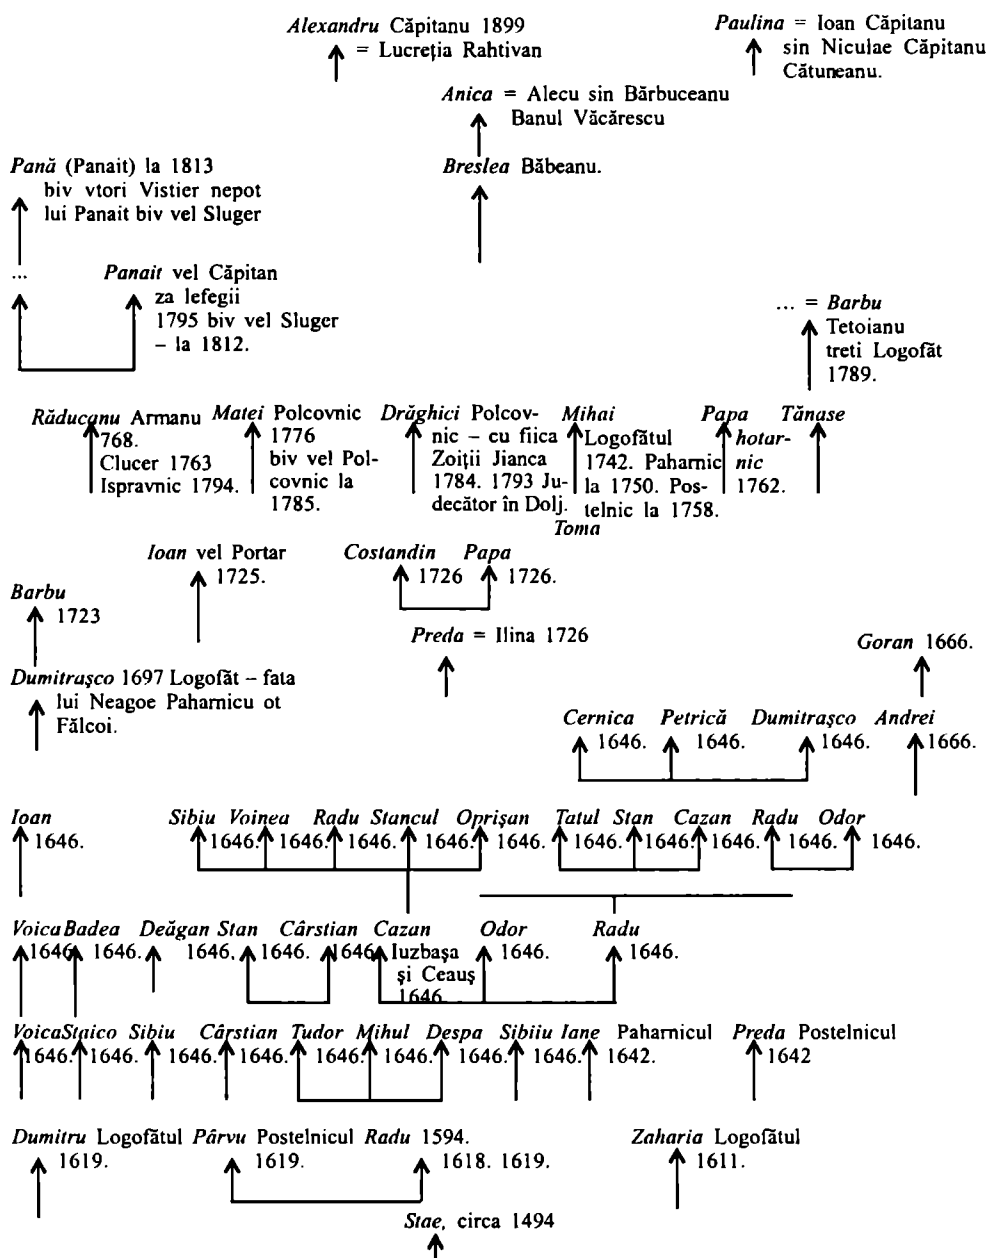 Alexandru Căpitanu 1899
= Lucreţia Rahtivan
Paulina = Ioan Căpitanu
sin Niculae Căpitanu
Cătuneanu.
Anica = Alecu sin Bărbuceanu
Banul Văcărescu
Pană (Panait) la 1813
biv vtori Vistier nepot
lui Panait biv vel Sluger
Breslea Băbeanu.
...
Panait vel Căpitan
za lefegii
1795 biv vel Sluger
– la 1812.
... = Barbu
Tetoianu
treti Logofăt
1789.
Răducanu Armanu
768.
Clucer 1763
Ispravnic 1794.
Matei Polcovnic
1776
biv vel Pol-
covnic la
1785.
Drăghici Polcov-
nic – cu fiica
Zoiţii Jianca
1784. 1793 Ju-
decător în Dolj.
Mihai
Logofătul
1742. Paharnic
la 1750. Pos-
telnic la 1758.
Papa
hotar-
nic
1762.
Tănase
Toma
Ioan vel Portar
1725.
Costandin Papa
1726 1726.
Barbu
1723
Preda = Ilina 1726
Goran 1666.
Dumitraşco 1697 Logofăt – fata
lui Neagoe Paharnicu ot
Fălcoi.
Cernica Petrică Dumitraşco Andrei
1646. 1646. 1646. 1666.
Ioan Sibiu Voinea Radu Stancul Oprişan Tatul Stan Cazan Radu Odor
1646. 1646. 1646. 1646. 1646. 1646. 1646. 1646. 1646. 1646. 1646.
Voica Badea Deăgan Stan Cârstian Cazan Odor Radu
1646 1646. 1646. 1646. 1646 Iuzbaşa 1646. 1646.
şi Ceauş
1646
Voica Staico Sibiu Cârstian Tudor Mihul Despa Sibiiu Iane Paharnicul Preda Postelnicul
1646. 1646. 1646. 1646. 1646. 1646. 1646. 1646. 1642. 1642
Dumitru Logofătul Pârvu Postelnicul Radu 1594. Zaharia Logofătul
1619. 1619. 1618. 1619. 1611.
Stae, circa 1494